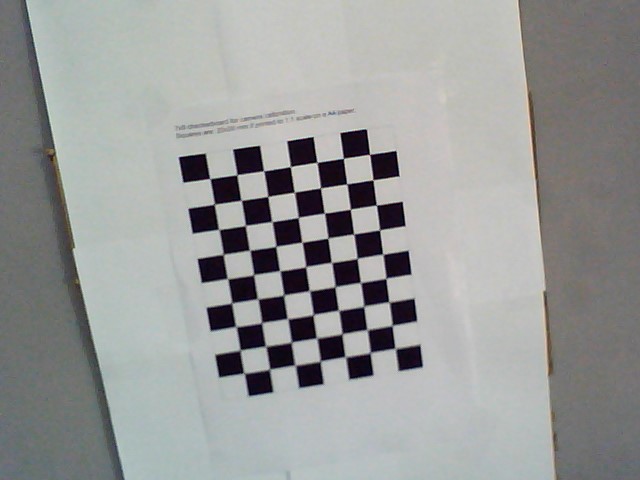 7x9 checkerboard for camera calibration.
Squares are 20x20 mm if printed to 1:1 scale on a A4 paper.